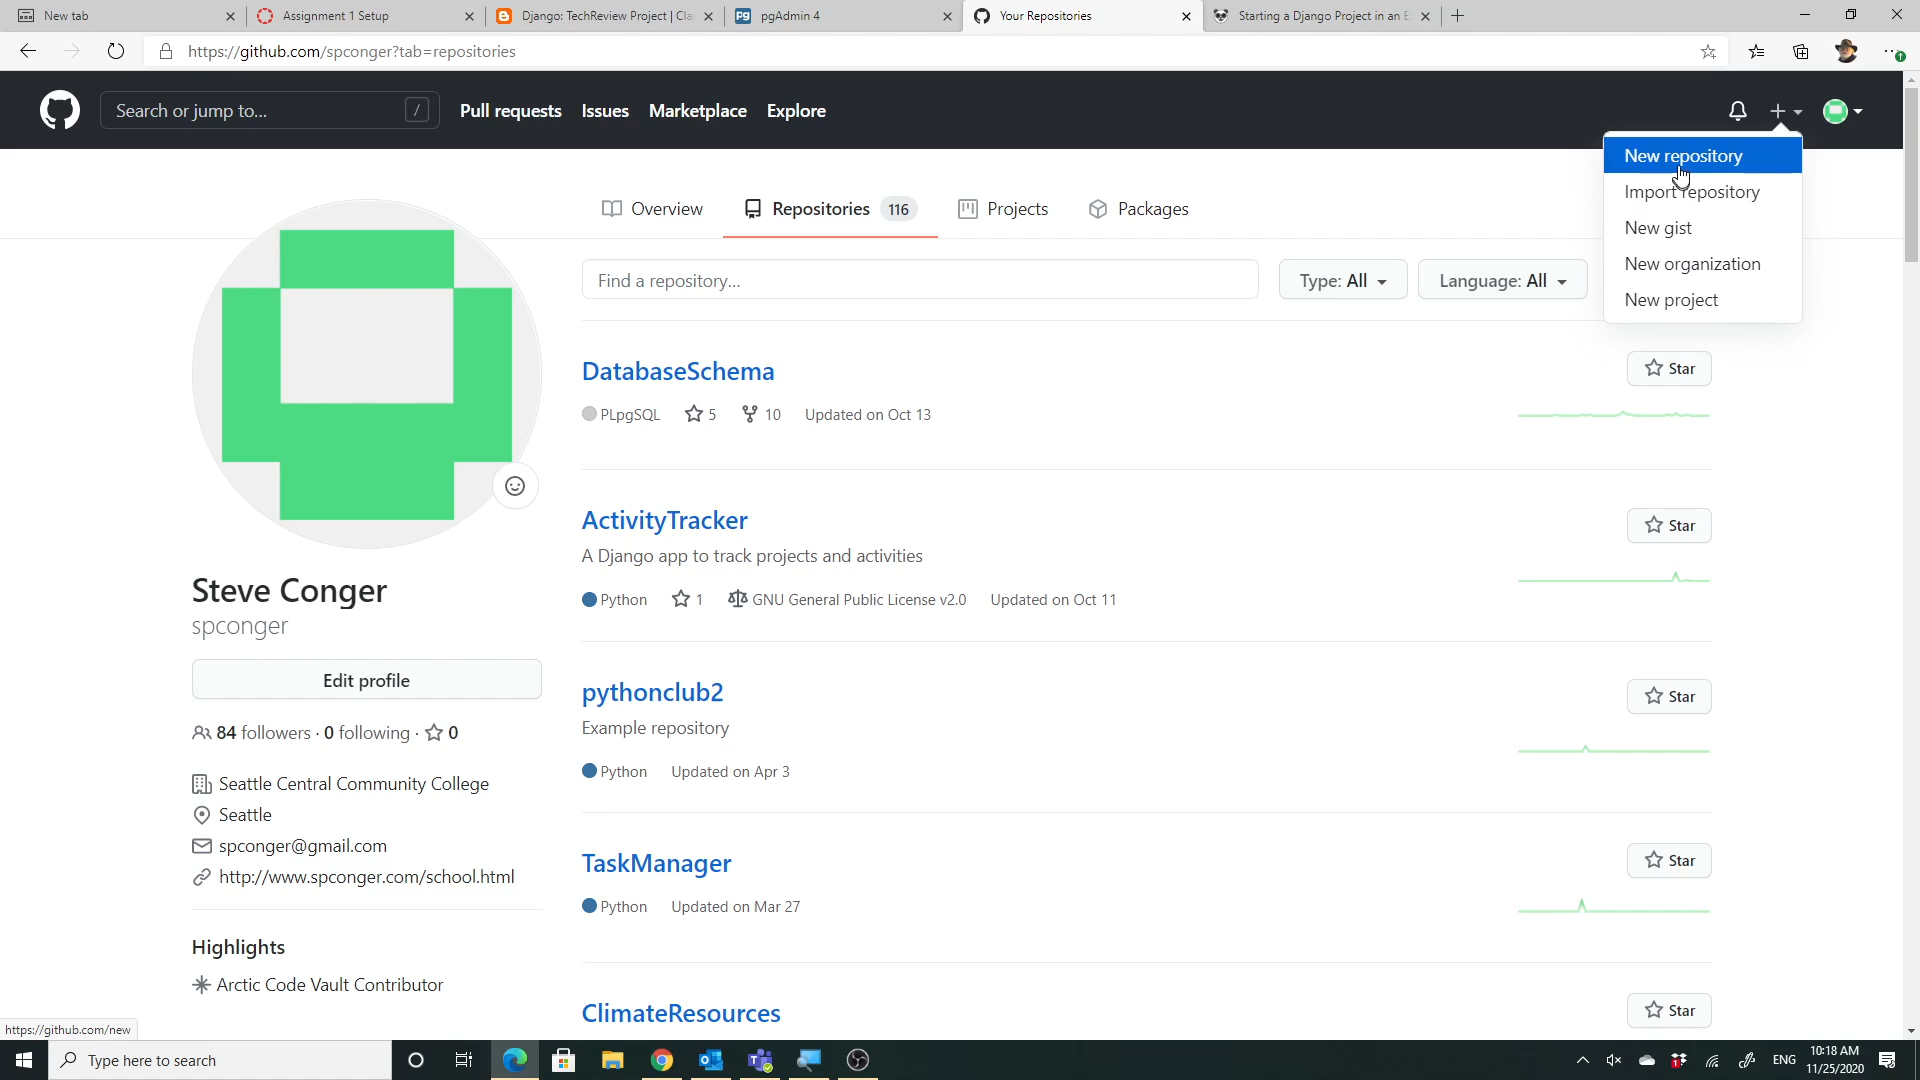 New tab
Assignment 1 Setup
Django: TechReview Project | Cla
pgAdmin 4
Your Repositories
Starting a Django Project in an E
https://github.com/spconger?tab=repositories
Search or jump to...
/
Pull requests
Issues
Marketplace
Explore
New repository
Import repository
New gist
New organization
New project
Overview
Repositories 116
Projects
Packages
Find a repository...
Type: All
Language: All
DatabaseSchema
Star
PLpgSQL 5 10 Updated on Oct 13
ActivityTracker
Star
A Django app to track projects and activities
Python 1 GNU General Public License v2.0 Updated on Oct 11
pythonclub2
Star
Example repository
Python Updated on Apr 3
TaskManager
Star
Python Updated on Mar 27
ClimateResources
Star
Steve Conger
spconger
Edit profile
84 followers · 0 following · 0
Seattle Central Community College
Seattle
spconger@gmail.com
http://www.spconger.com/school.html
Highlights
Arctic Code Vault Contributor
https://github.com/new
Type here to search
ENG
10:18 AM
11/25/2020